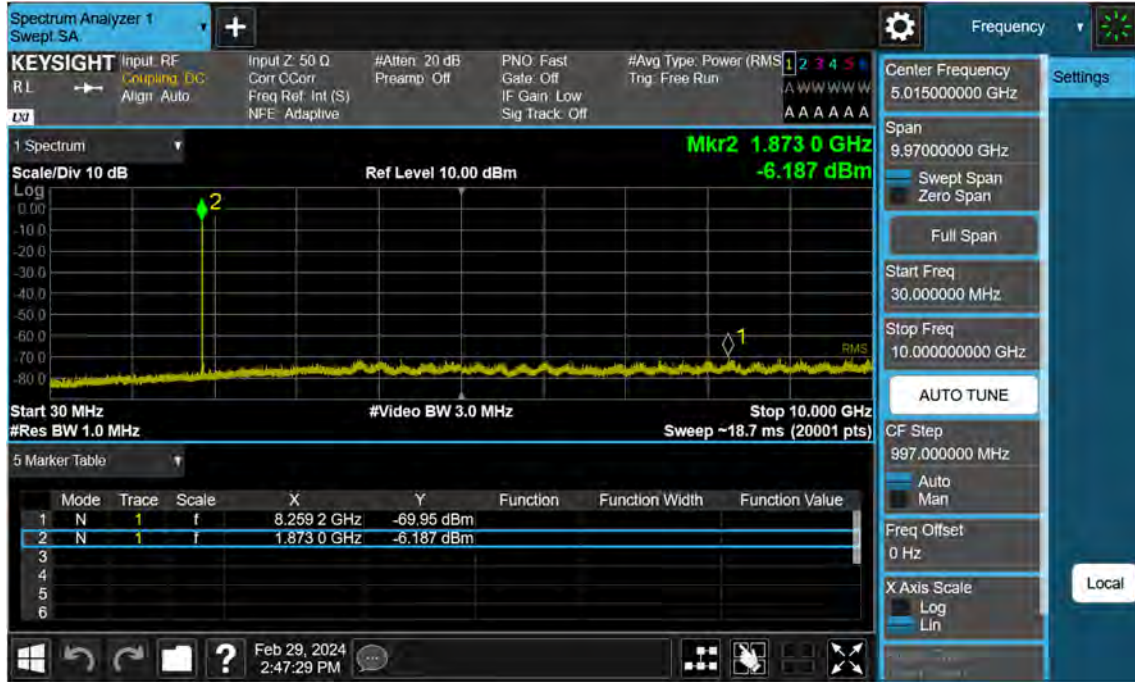 Spectrum Analyzer 1
Swept SA
+
Frequency
KEYSIGHT
RL
LXI
Input: RF
Coupling: DC
Align: Auto
Input Z: 50 Ω
Corr CCorr
Freq Ref: Int (S)
NFE: Adaptive
#Atten: 20 dB
Preamp: Off
PNO: Fast
Gate: Off
IF Gain: Low
Sig Track: Off
#Avg Type: Power (RMS
Trig: Free Run
1 2 3 4 5 6
A W W W W W
A A A A A A
1 Spectrum
Mkr2 1.873 0 GHz
-6.187 dBm
Scale/Div 10 dB
Ref Level 10.00 dBm
Log
0.00
-10.0
-20.0
-30.0
-40.0
-50.0
-60.0
-70.0
-80.0
2
1
RMS
Start 30 MHz
#Video BW 3.0 MHz
Stop 10.000 GHz
#Res BW 1.0 MHz
Sweep ~18.7 ms (20001 pts)
5 Marker Table
Mode Trace Scale X Y Function Function Width Function Value
1 N 1 f 8.259 2 GHz -69.95 dBm
2 N 1 f 1.873 0 GHz -6.187 dBm
3
4
5
6
Center Frequency
5.015000000 GHz
Settings
Span
9.97000000 GHz
Swept Span
Zero Span
Full Span
Start Freq
30.000000 MHz
Stop Freq
10.000000000 GHz
AUTO TUNE
CF Step
997.000000 MHz
Auto
Man
Freq Offset
0 Hz
X Axis Scale
Log
Lin
Local
?
Feb 29, 2024
2:47:29 PM